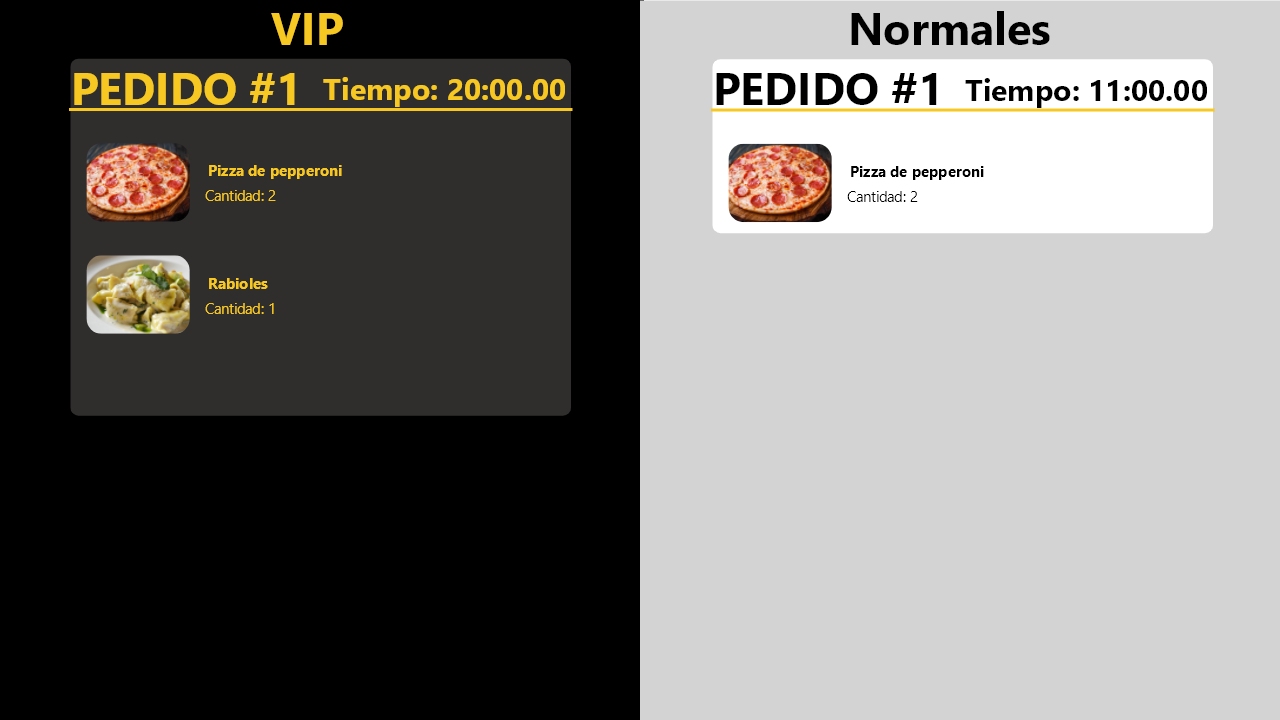 VIP
PEDIDO #1 Tiempo: 20:00.00
Pizza de pepperoni
Cantidad: 2
Rabioles
Cantidad: 1
Normales
PEDIDO #1 Tiempo: 11:00.00
Pizza de pepperoni
Cantidad: 2